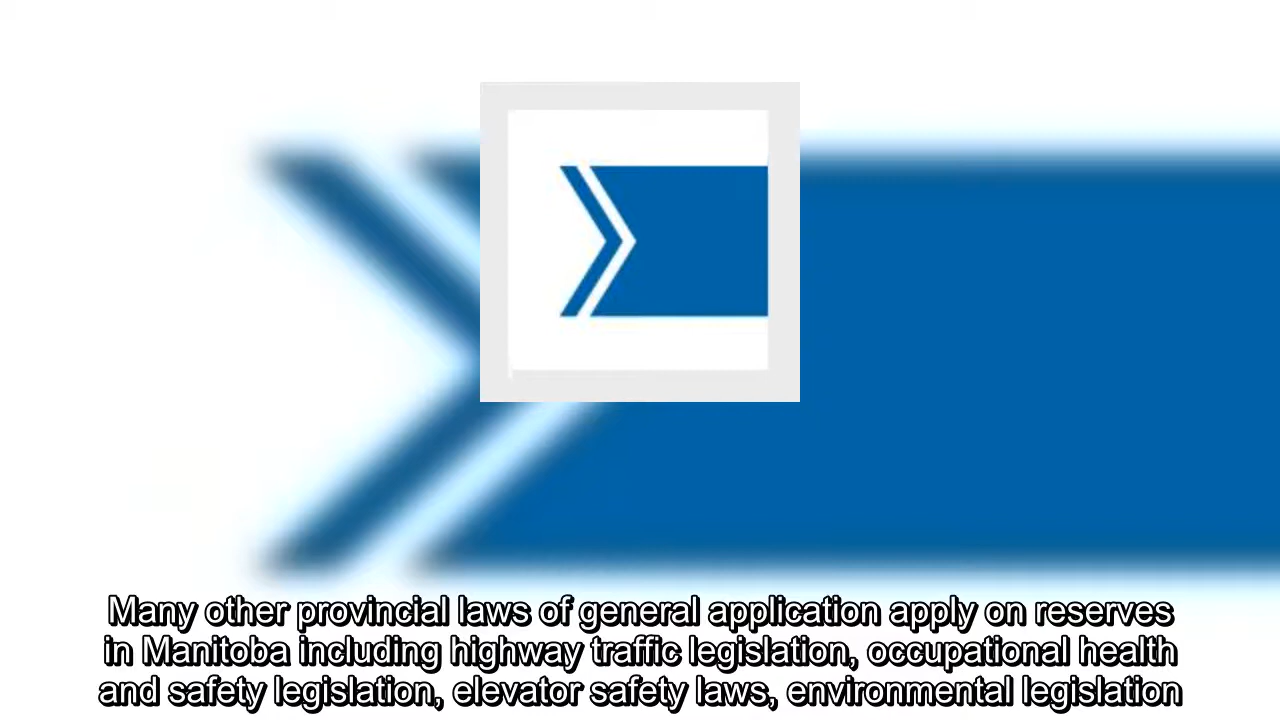 Many other provincial laws of general application apply on reserves
in Manitoba including highway traffic legislation, occupational health
and safety legislation, elevator safety laws, environmental legislation